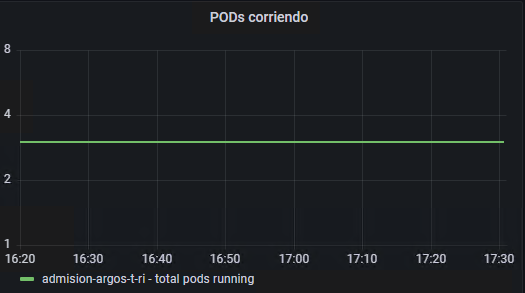 PODs corriendo
8
4
2
1
16:20 16:30 16:40 16:50 17:00 17:10 17:20 17:30
admision-argos-t-ri - total pods running